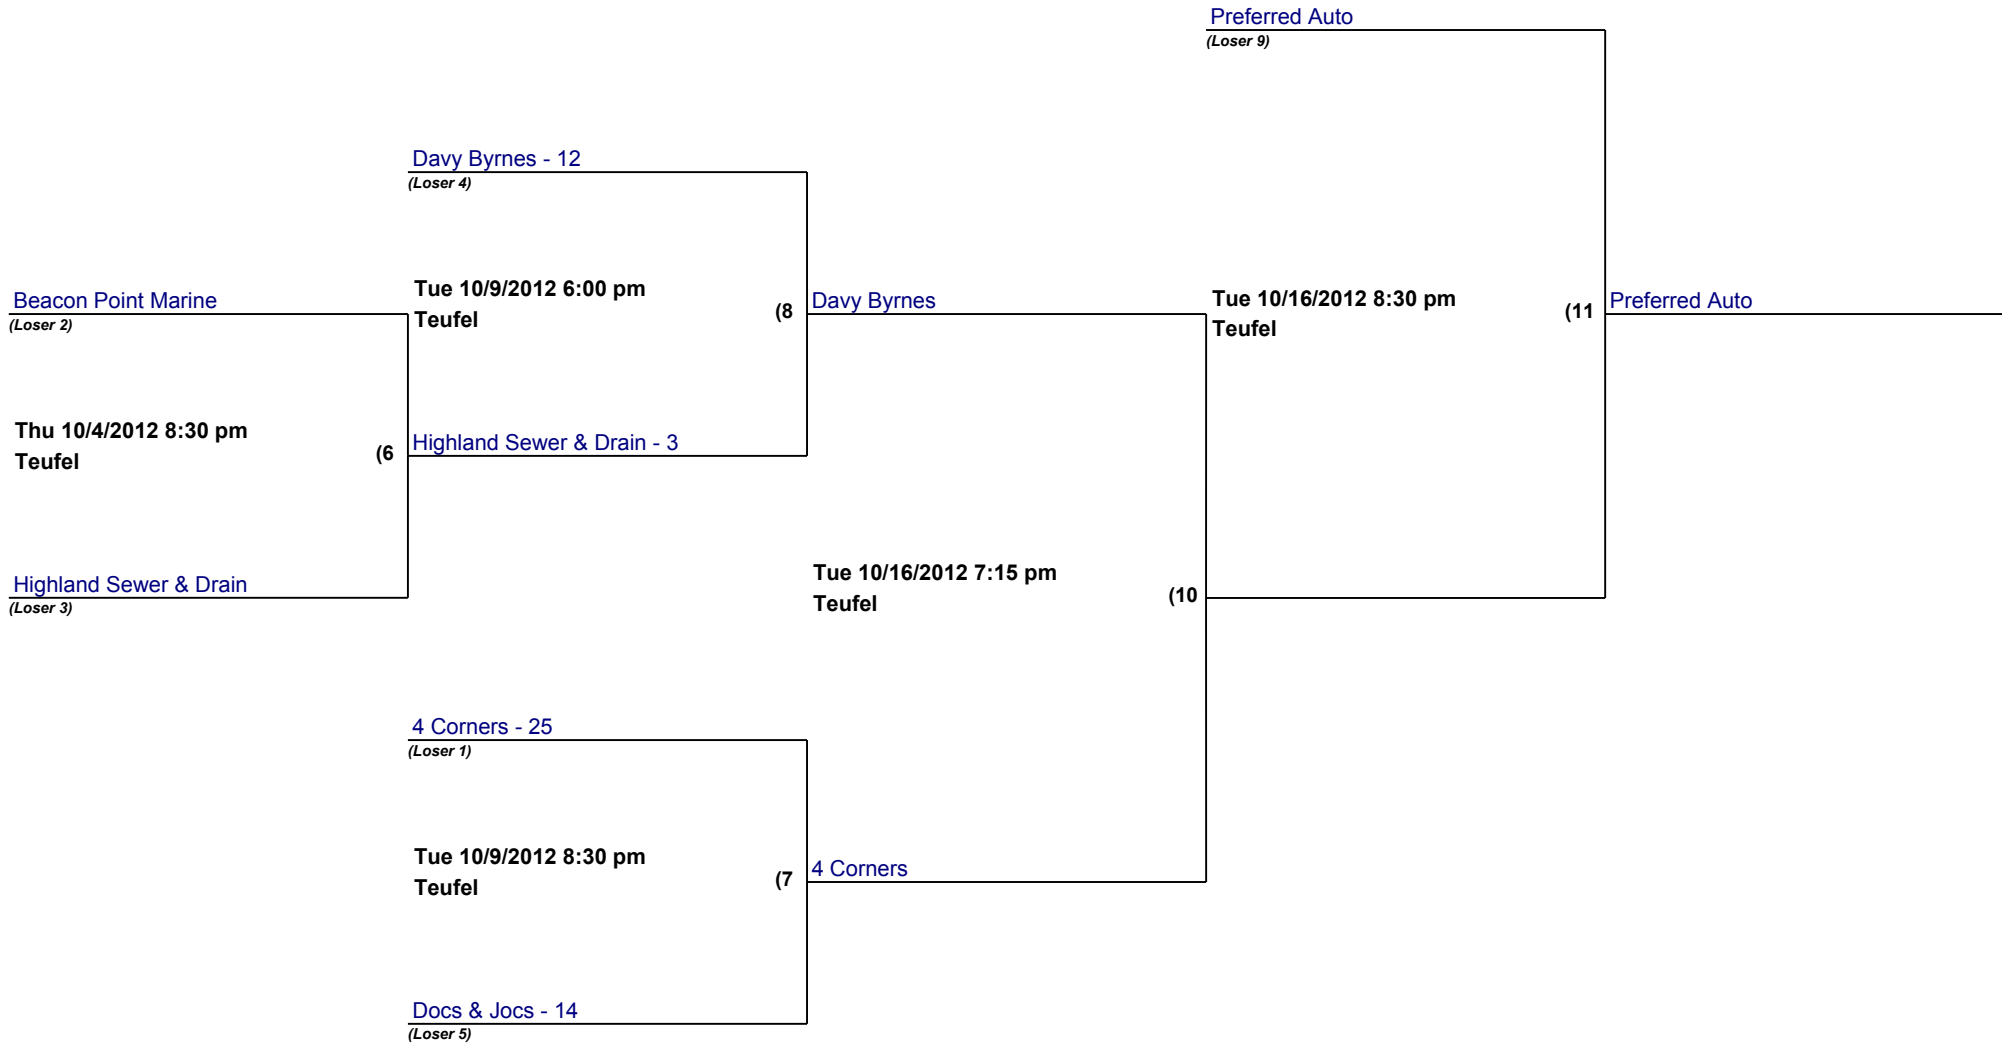 Preferred Auto
(Loser 9)
Davy Byrnes - 12
(Loser 4)
Beacon Point Marine
(Loser 2)
Tue 10/9/2012 6:00 pm
Teufel
(8
Davy Byrnes
Tue 10/16/2012 8:30 pm
Teufel
(11
Preferred Auto
Thu 10/4/2012 8:30 pm
Teufel
(6
Highland Sewer & Drain - 3
Highland Sewer & Drain
(Loser 3)
Tue 10/16/2012 7:15 pm
Teufel
(10
4 Corners - 25
(Loser 1)
Tue 10/9/2012 8:30 pm
Teufel
(7
4 Corners
Docs & Jocs - 14
(Loser 5)